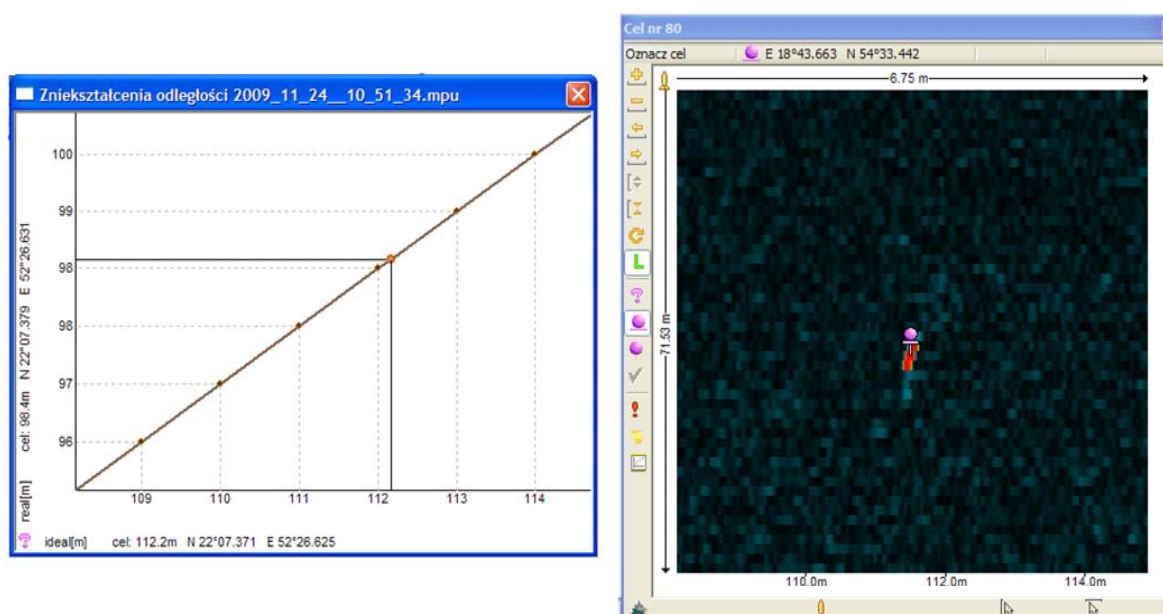 Zniekształcenia odległości 2009_11_24__10_51_34.mpu
100
99
98
98
97
96
109 110 111 112 113 114
real[m] cel: 98.4m N 22°07.379 E 52°26.631
ideal[m] cel: 112.2m N 22°07.371 E 52°26.625
Cel nr 80
Oznacz cel E 18°43.663 N 54°33.442
6.75 m
71.53 m
110.0m 112.0m 114.0m